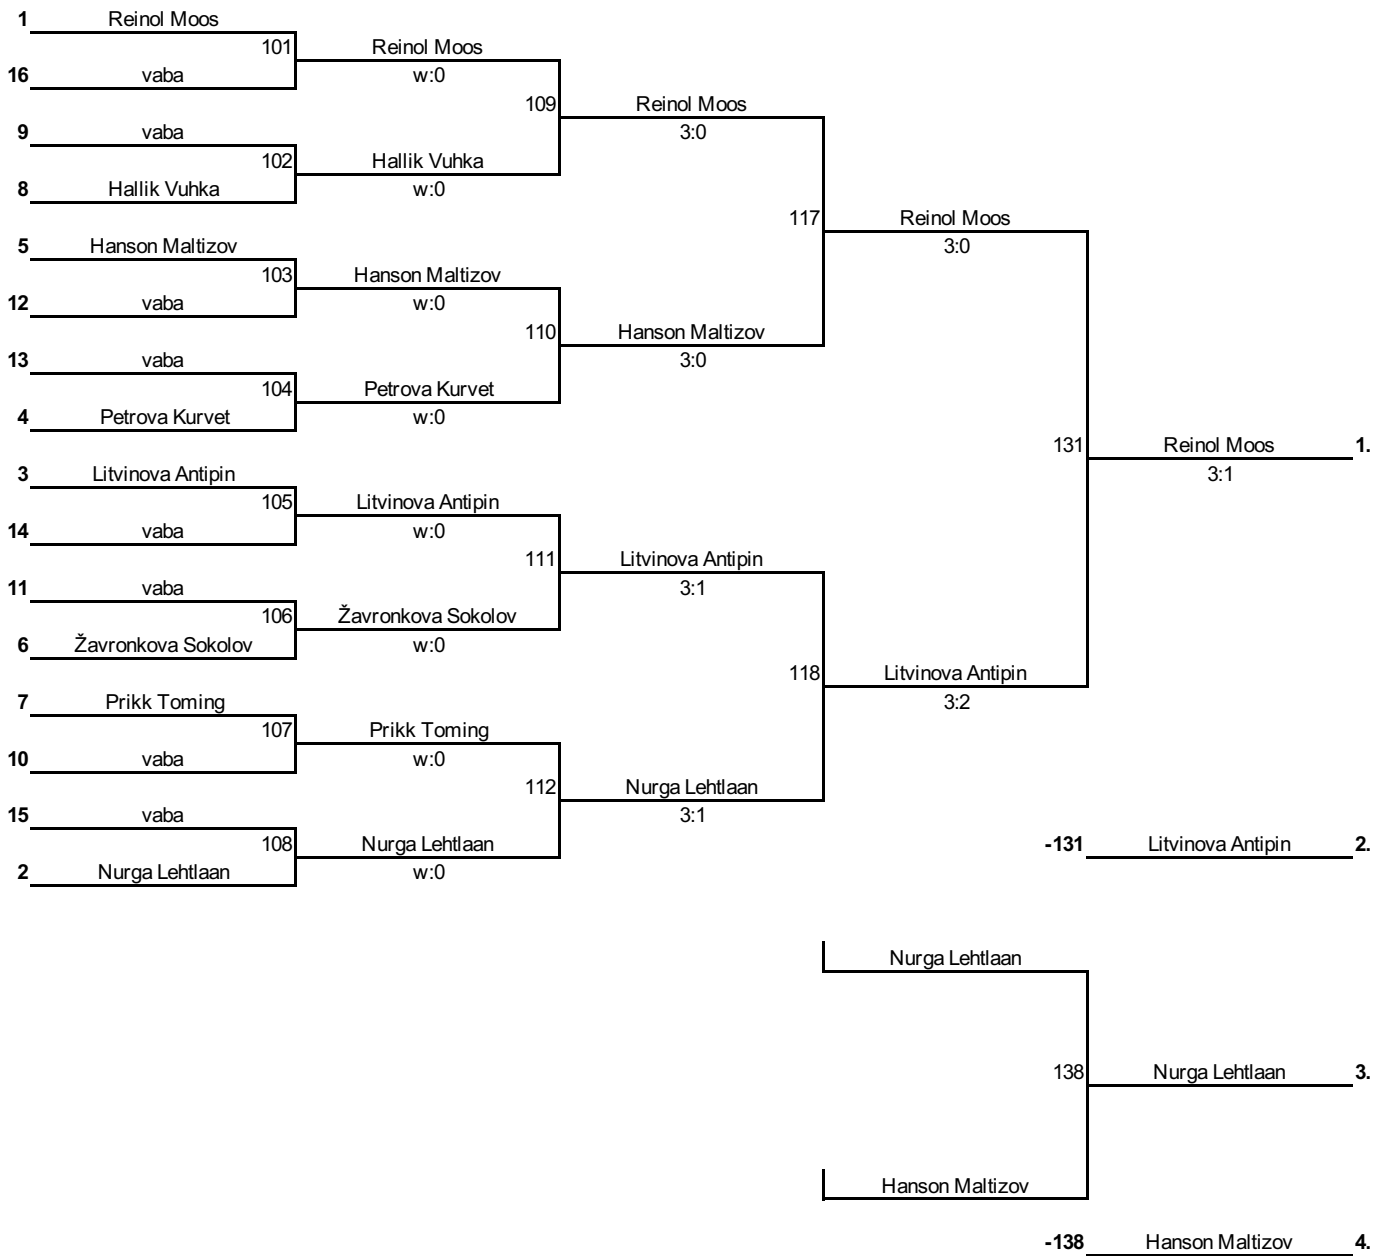 1 Reinol Moos
101 Reinol Moos
16 vaba w:0
109 Reinol Moos
9 vaba 3:0
102 Hallik Vuhka
8 Hallik Vuhka w:0
117 Reinol Moos
5 Hanson Maltizov 3:0
103 Hanson Maltizov
12 vaba w:0
110 Hanson Maltizov
13 vaba 3:0
104 Petrova Kurvet
4 Petrova Kurvet w:0
131 Reinol Moos 1.
3 Litvinova Antipin 3:1
105 Litvinova Antipin
14 vaba w:0
111 Litvinova Antipin
11 vaba 3:1
106 Žavronkova Sokolov
6 Žavronkova Sokolov w:0
118 Litvinova Antipin
7 Prikk Toming 3:2
107 Prikk Toming
10 vaba w:0
112 Nurga Lehtlaan
15 vaba 3:1
108 Nurga Lehtlaan -131 Litvinova Antipin 2.
2 Nurga Lehtlaan w:0
Nurga Lehtlaan
138 Nurga Lehtlaan 3.
Hanson Maltizov
-138 Hanson Maltizov 4.